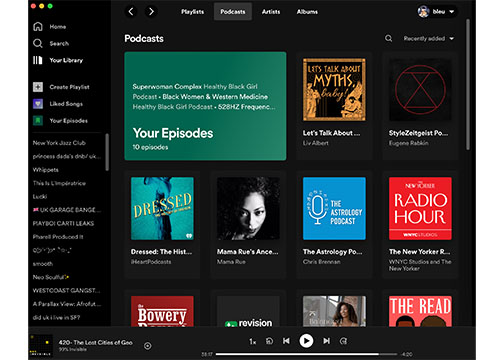 Playlists
Podcasts
Artists
Albums
bleu
Home
Search
Your Library
Create Playlist
Liked Songs
Your Episodes
New York Jazz Club
princess dada's dnb/ uk...
Whippets
This Is L'Impératrice
Lucki
UK GARAGE BANGE...
PLAYBOI CARTI LEAKS
Pharell Produced It
smooth
Neo Soulful
WESTCOAST GANGST...
A Parallax View: Afrofut...
did uk i live in SF?
Podcasts
Recently added
Superwoman Complex Healthy Black Girl
Podcast • Black Women & Western Medicine
Healthy Black Girl Podcast • 528HZ Frequenc...
Your Episodes
10 episodes
LET'S TALK ABOUT
MYTHS,
baby!
Let's Talk About ...
Liv Albert
StyleZeitgeist Po...
Eugene Rabkin
DRESSED
Dressed: The Hist...
iHeartPodcasts
Mama Rue's Ance...
Mama Rue
THE
ASTROLOGY
PODCAST
The Astrology Po...
Chris Brennan
THE
NEW YORKER
RADIO
HOUR
WNYC STUDIOS
The New Yorker R...
WNYC Studios and The
New Yorker
the
Bowery
revision
THE READ
420- The Lost Cities of Geo
99% Invisible
1x
15
15
35:17
-4:20